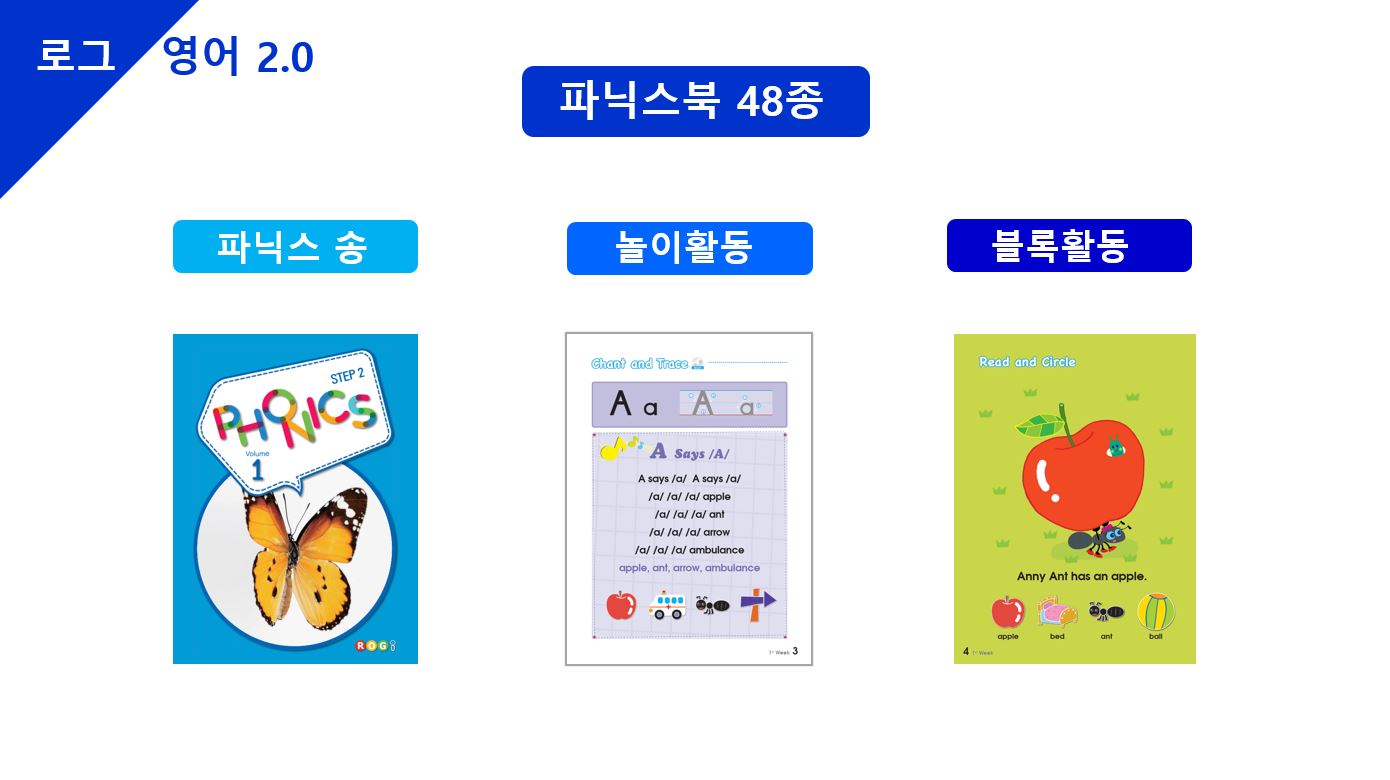 로그 영어 2.0
파닉스북 48종
파닉스 송
놀이활동
블록활동
STEP 2
PHONICS
Volume
1
ROG
Chant and Trace
A a A a
A Says /A/
A says /a/ A says /a/
/a/ /a/ /a/ apple
/a/ /a/ /a/ ant
/a/ /a/ /a/ arrow
/a/ /a/ /a/ ambulance
apple, ant, arrow, ambulance
1st Week 3
Read and Circle
Anny Ant has an apple.
apple bed ant ball
4 1st Week